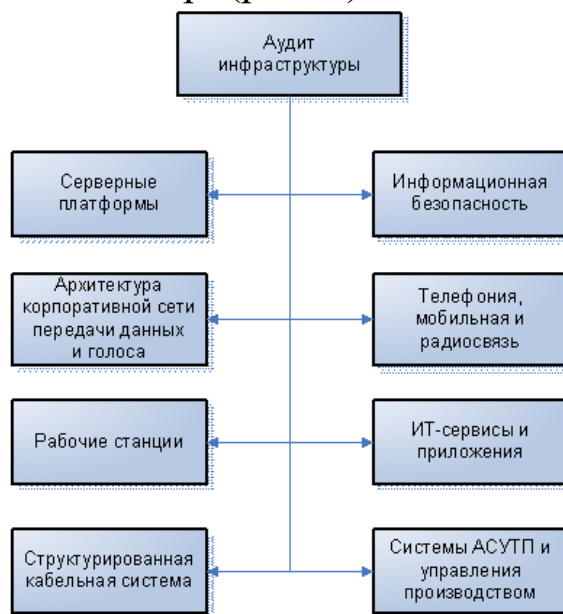 Аудит
инфраструктуры
Серверные
платформы
Информационная
безопасность
Архитектура
корпоративной сети
передачи данных
и голоса
Телефония,
мобильная и
радиосвязь
Рабочие станции
ИТ-сервисы и
приложения
Структурированная
кабельная система
Системы АСУТП и
управления
производством